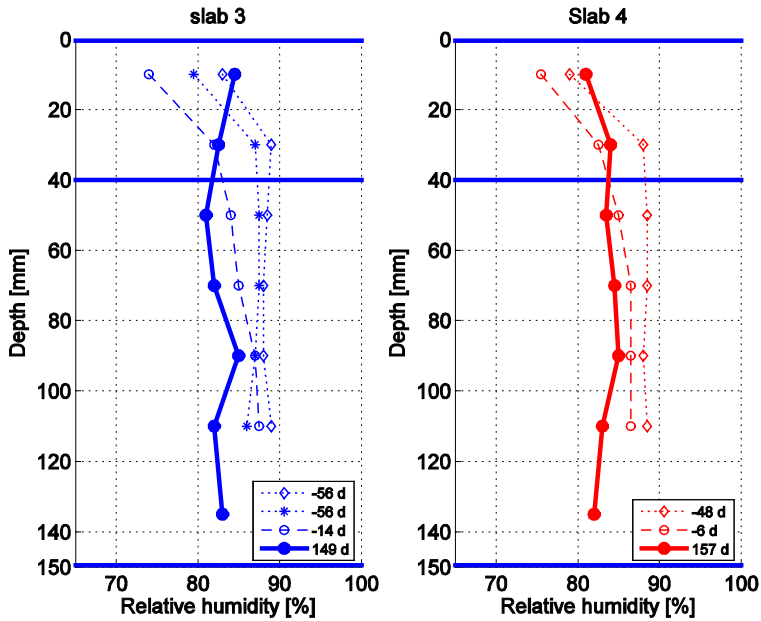 slab 3
0
20
40
60
80
100
120
140
150
Depth [mm]
70 80 90 100
Relative humidity [%]
-56 d
-56 d
-14 d
149 d
Slab 4
0
20
40
60
80
100
120
140
150
Depth [mm]
70 80 90 100
Relative humidity [%]
-48 d
-6 d
157 d